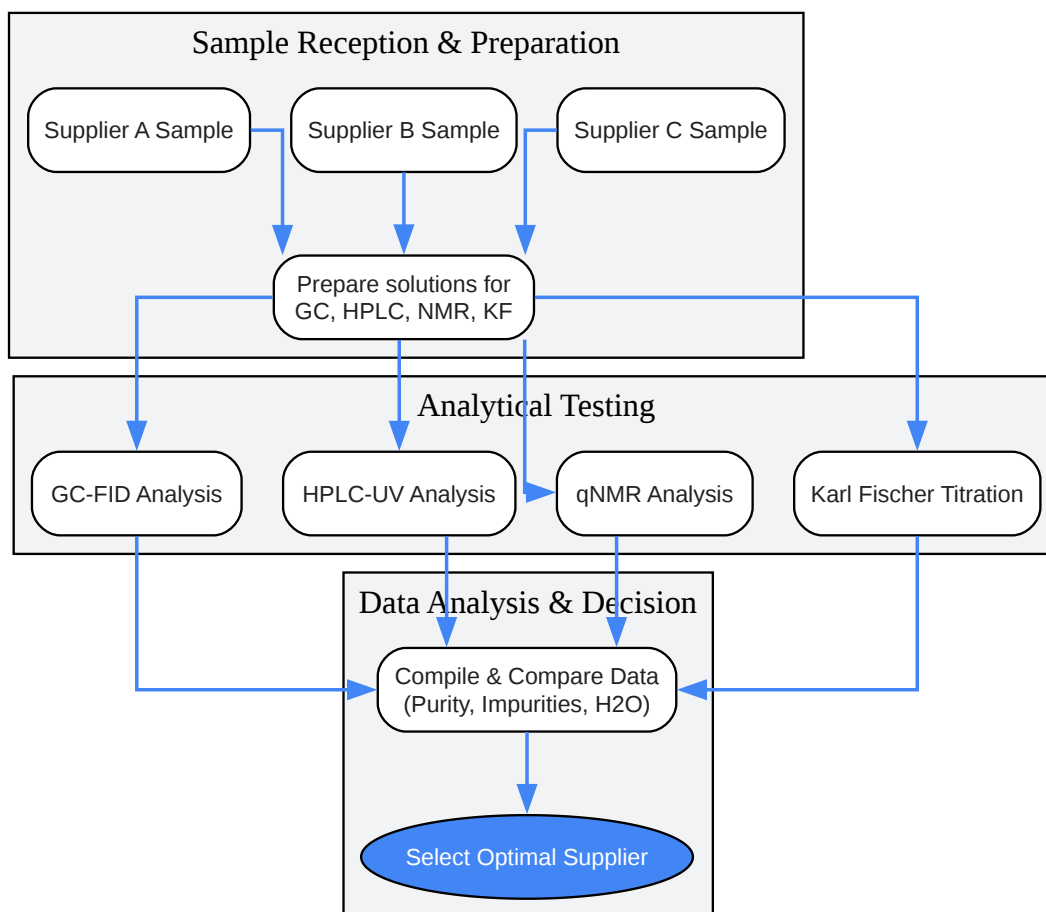 Sample Reception & Preparation
Supplier A Sample
Supplier B Sample
Supplier C Sample
Prepare solutions for
GC, HPLC, NMR, KF
Analytical Testing
GC-FID Analysis
HPLC-UV Analysis
qNMR Analysis
Karl Fischer Titration
Data Analysis & Decision
Compile & Compare Data
(Purity, Impurities, H2O)
Select Optimal Supplier